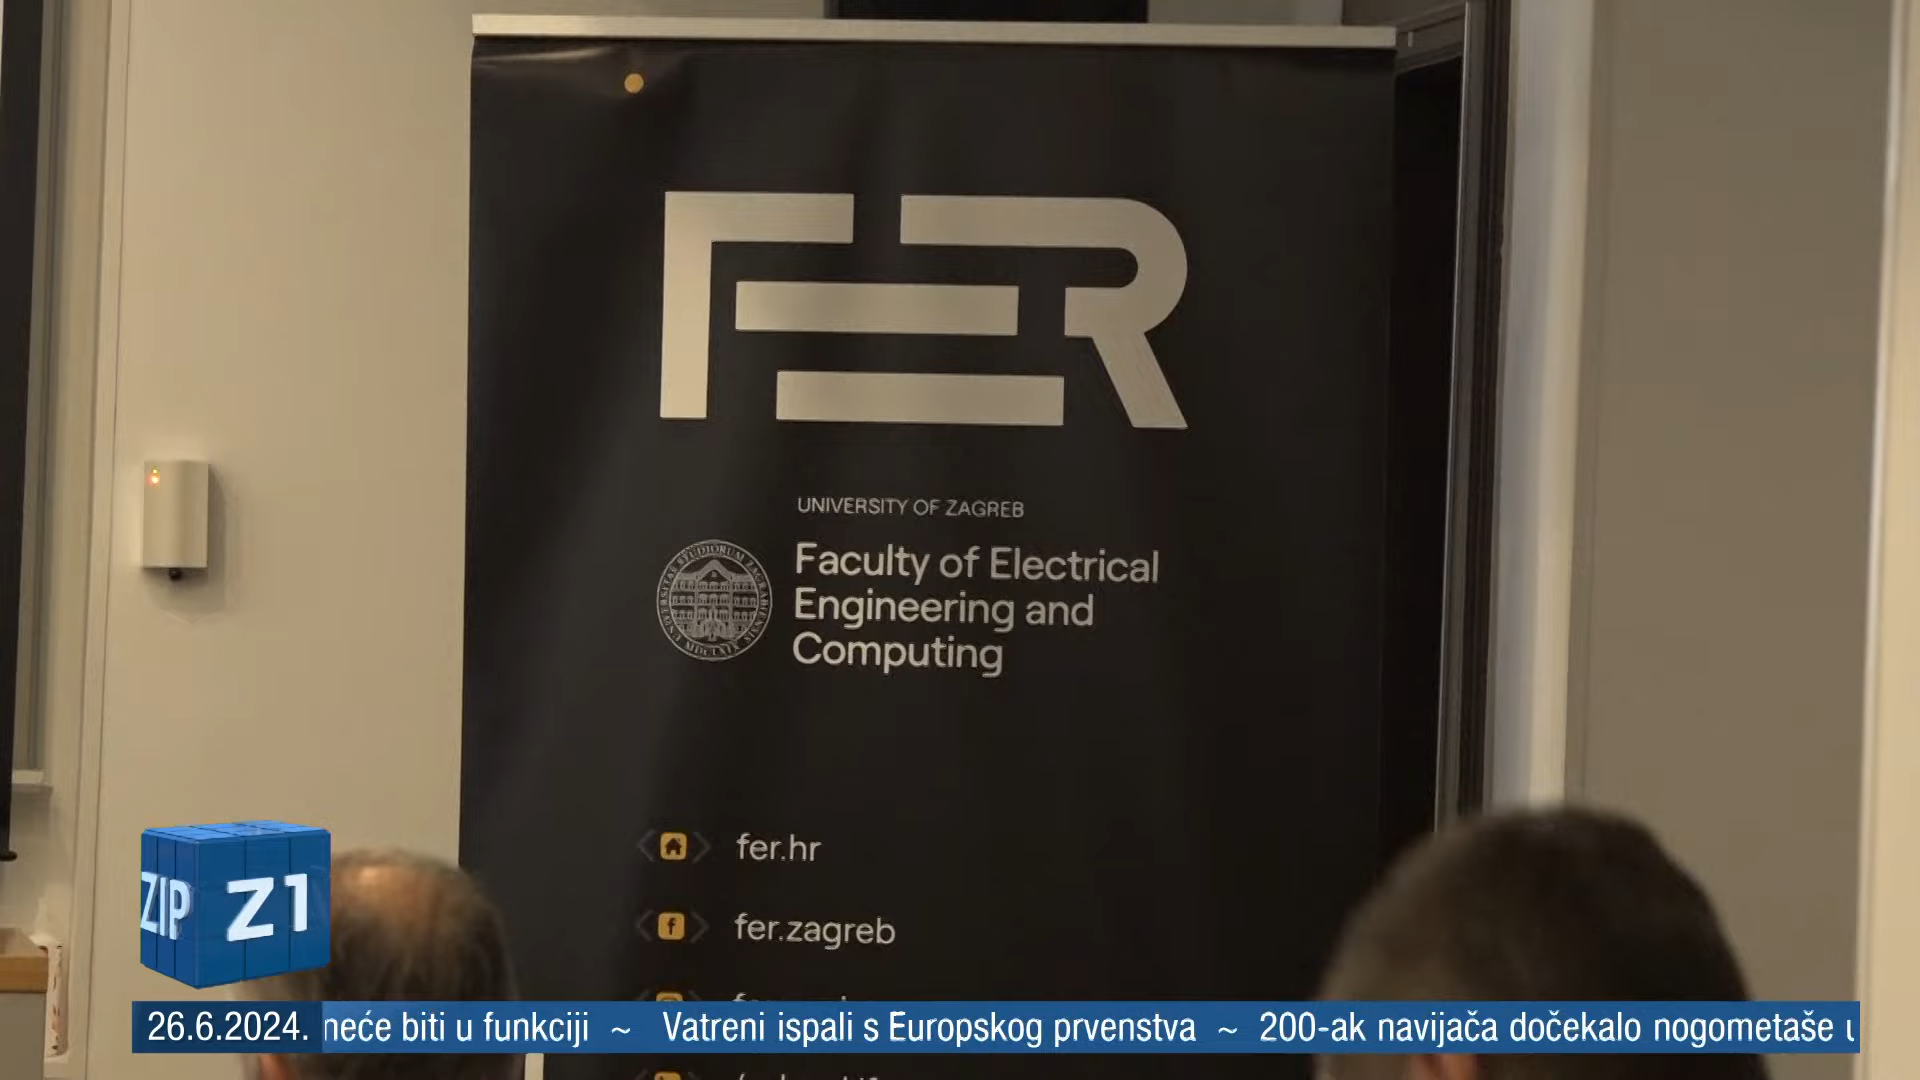 FER
UNIVERSITY OF ZAGREB
Faculty of Electrical
Engineering and
Computing
fer.hr
fer.zagreb
ZIP Z1
26.6.2024. neće biti u funkciji ~ Vatreni ispali s Europskog prvenstva ~ 200-ak navijača dočekalo nogometaše u